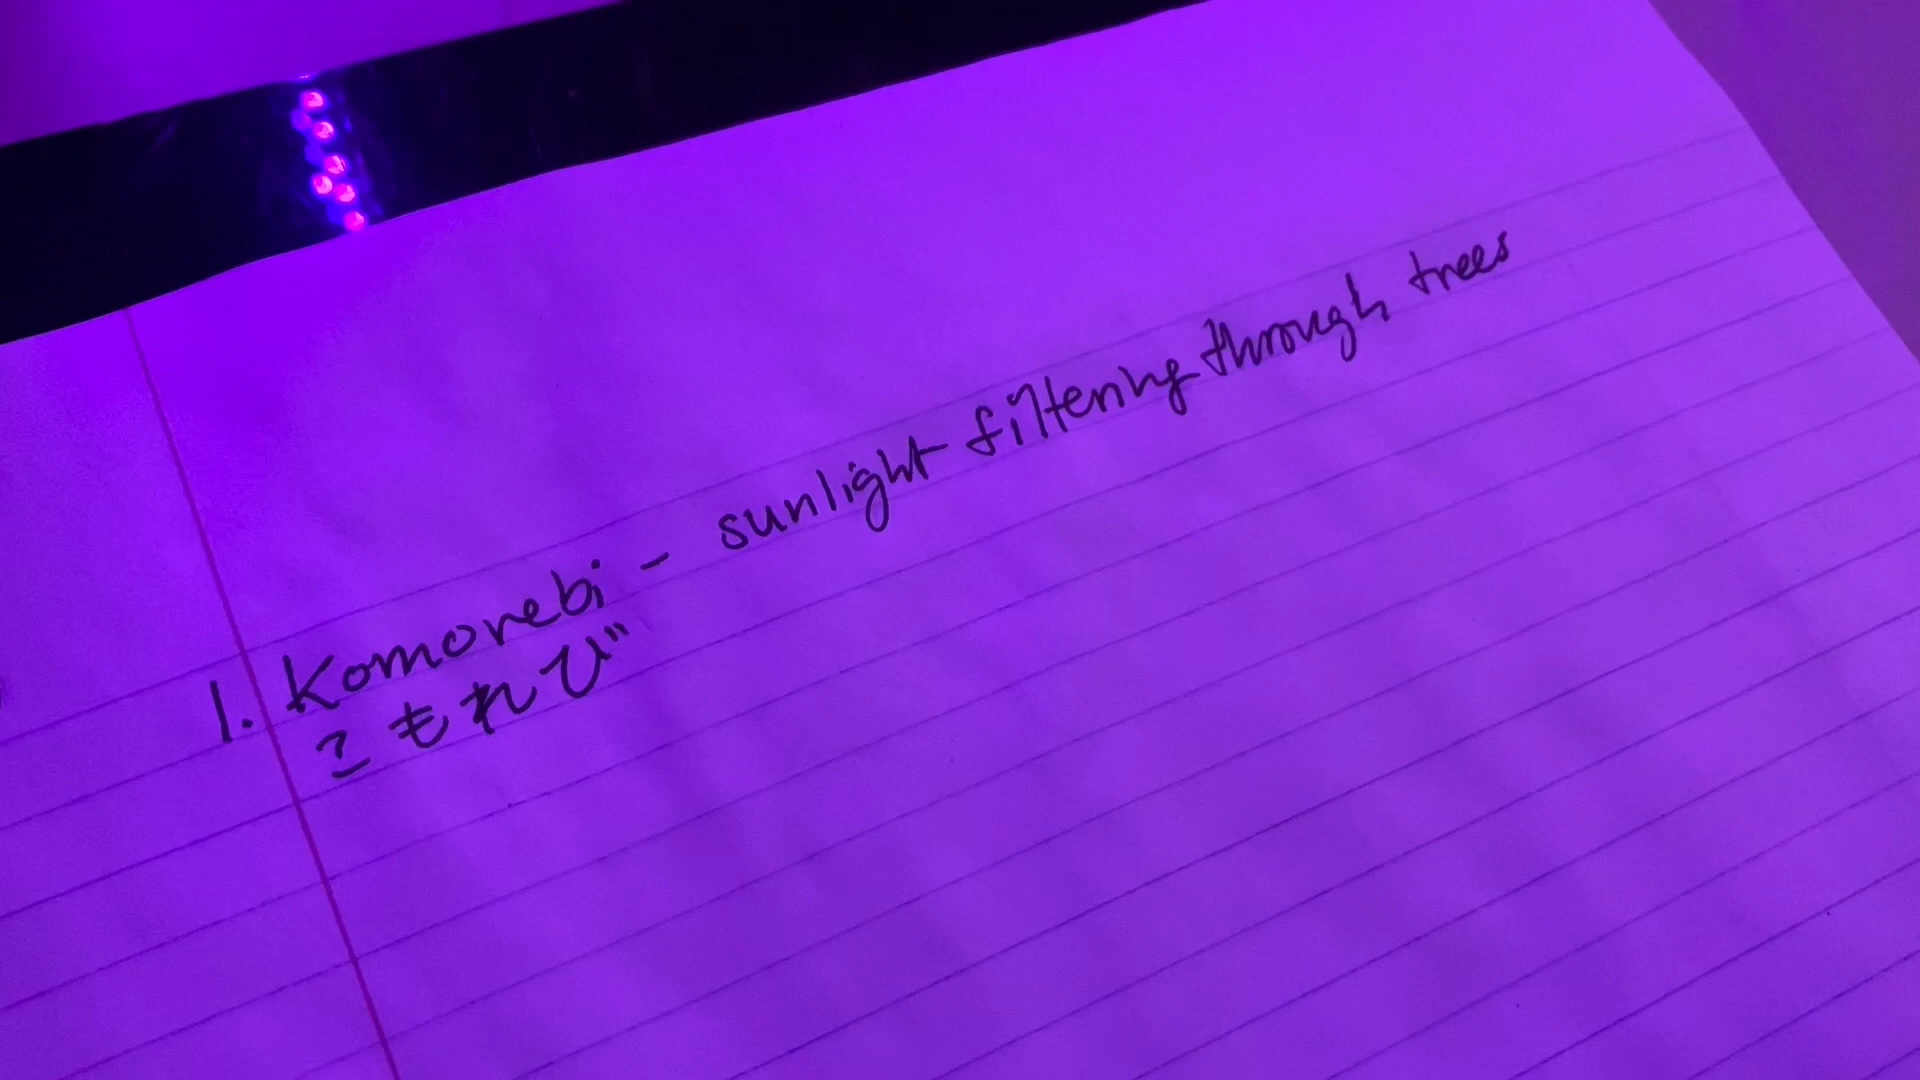 1. Komorebi - sunlight filtering through trees
こもれび